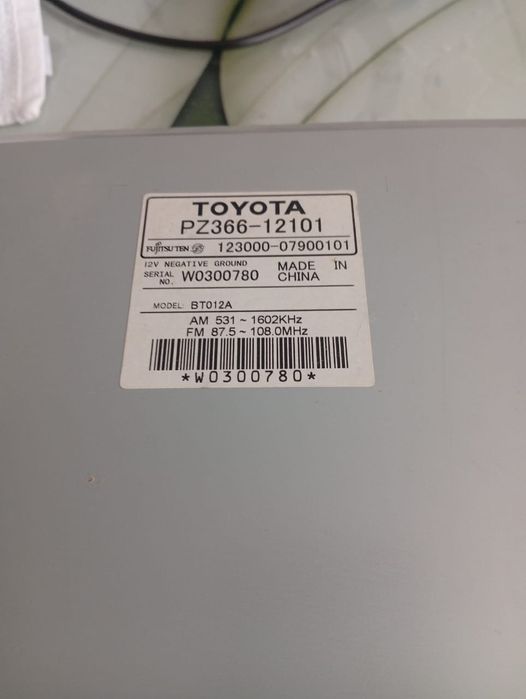 TOYOTA
PZ366-12101
FUJITSU TEN 123000-07900101
12V NEGATIVE GROUND
SERIAL NO. W0300780 MADE IN CHINA
MODEL: BT012A
AM 531 ~ 1602KHz
FM 87.5 ~ 108.0MHz
*W0300780*